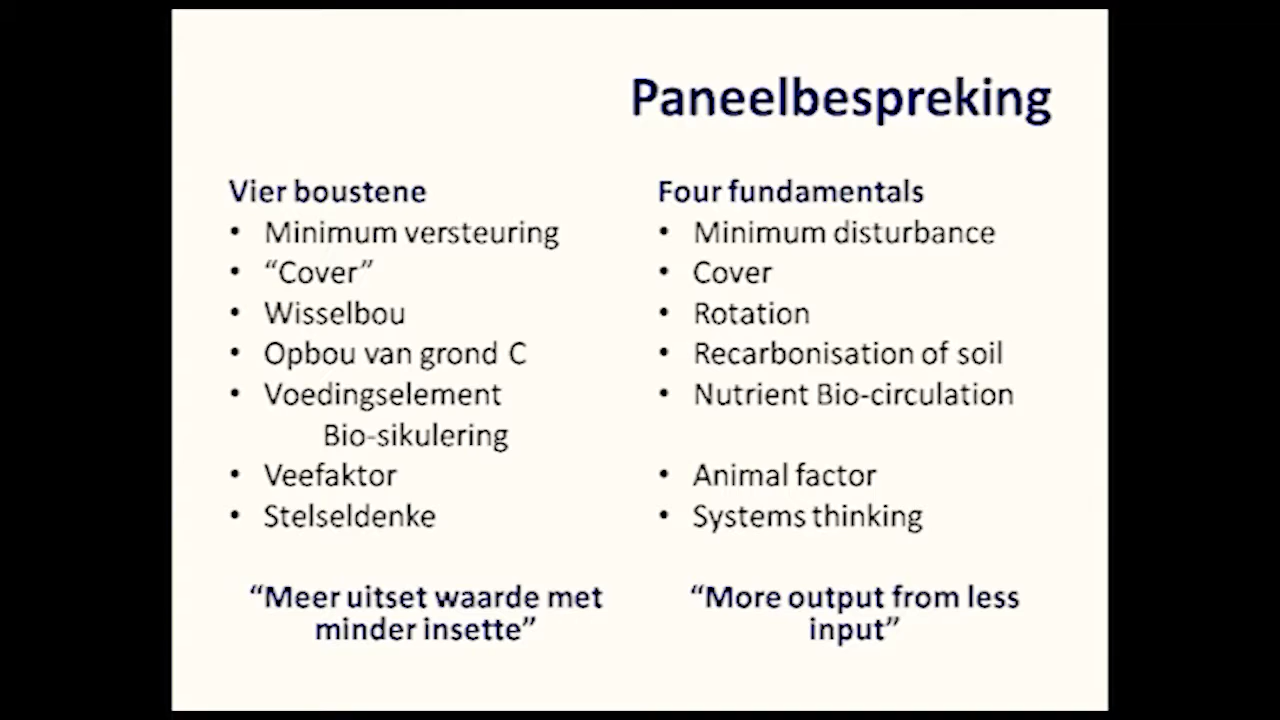 Paneelbespreking
Vier boustene
• Minimum versteuring
• “Cover”
• Wisselbou
• Opbou van grond C
• Voedingselement
Bio-sikulering
• Veefaktor
• Stelseldenke
“Meer uitset waarde met
minder insette”
Four fundamentals
• Minimum disturbance
• Cover
• Rotation
• Recarbonisation of soil
• Nutrient Bio-circulation
• Animal factor
• Systems thinking
“More output from less
input”